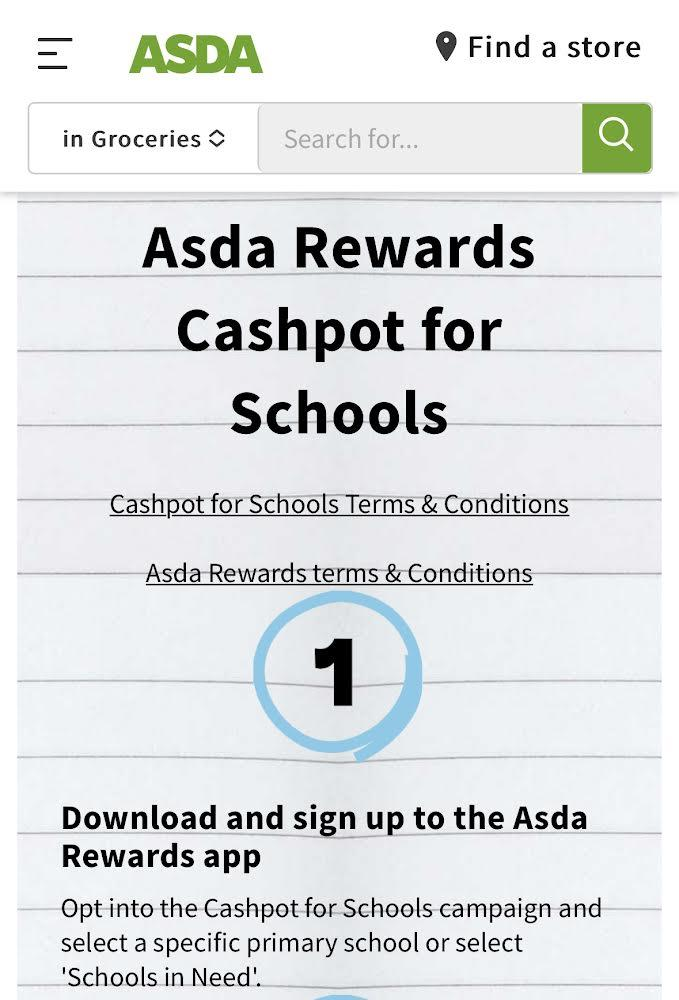 ASDA
Find a store
in Groceries
Search for...
Asda Rewards
Cashpot for
Schools
Cashpot for Schools Terms & Conditions
Asda Rewards terms & Conditions
1
Download and sign up to the Asda
Rewards app
Opt into the Cashpot for Schools campaign and
select a specific primary school or select
'Schools in Need'.